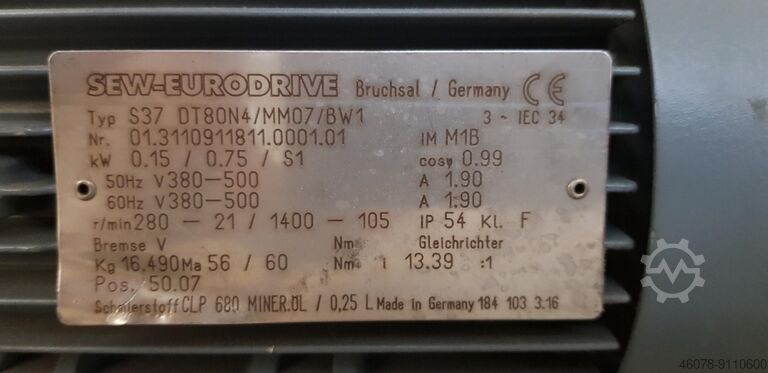 SEW-EURODRIVE Bruchsal / Germany CE
Typ S37 DT80N4/MM07/BW1 3 ~ IEC 34
Nr. 01.3110911811.0001.01 IM M1B
kW 0.15 / 0.75 / S1 cosφ 0.99
50Hz V 380-500 A 1.90
60Hz V 380-500 A 1.90
r/min 280 - 21 / 1400 - 105 IP 54 Kl. F
Bremse V Nm Gleichrichter
Kg 16.490 Ma 56 / 60 Nm i 13.39 :1
Pos. 50.07
Schmierstoff CLP 680 MINER.ÖL / 0,25 L Made in Germany 184 103 3.16
46078-9110600